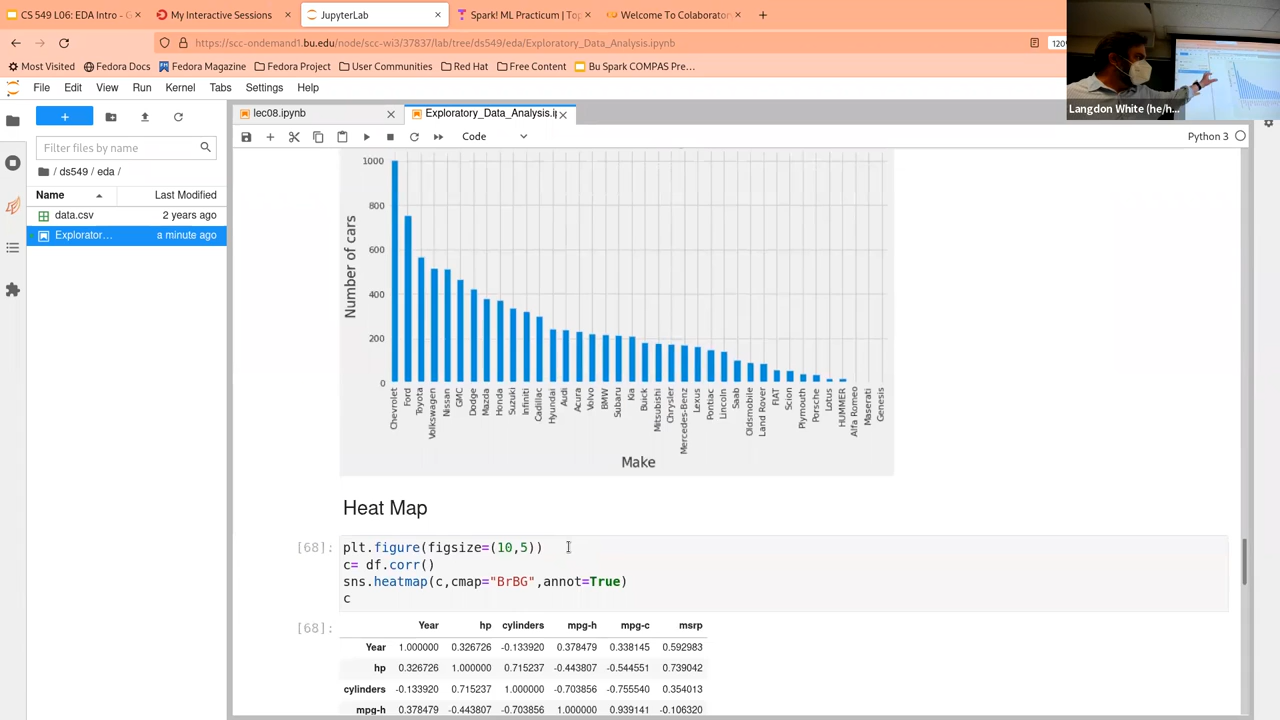 CS 549 L06: EDA Intro - G
My Interactive Sessions
JupyterLab
Spark! ML Practicum | Top
Welcome To Colaborator
https://scc-ondemand1.bu.edu/node/scc-wi3/37837/lab/tree/ds549/eda/Exploratory_Data_Analysis.ipynb
120%
Most Visited
Fedora Docs
Fedora Magazine
Fedora Project
User Communities
Red Hat
Free Content
Bu Spark COMPAS Pre…
Langdon White (he/h...
File Edit View Run Kernel Tabs Settings Help
lec08.ipynb
Exploratory_Data_Analysis.i
Code
Python 3
Filter files by name
/ ds549 / eda /
Name
Last Modified
data.csv
2 years ago
Explorator…
a minute ago
1000
800
600
400
200
0
Number of cars
Chevrolet
Ford
Toyota
Volkswagen
Nissan
GMC
Dodge
Mazda
Honda
Suzuki
Infiniti
Cadillac
Hyundai
Audi
Acura
Volvo
BMW
Subaru
Kia
Buick
Mitsubishi
Chrysler
Mercedes-Benz
Lexus
Pontiac
Lincoln
Saab
Oldsmobile
Land Rover
FIAT
Scion
Plymouth
Porsche
Lotus
HUMMER
Alfa Romeo
Maserati
Genesis
Make
Heat Map
[68]:
plt.figure(figsize=(10,5))
c= df.corr()
sns.heatmap(c,cmap="BrBG",annot=True)
c
[68]:
Year hp cylinders mpg-h mpg-c msrp
Year 1.000000 0.326726 -0.133920 0.378479 0.338145 0.592983
hp 0.326726 1.000000 0.715237 -0.443807 -0.544551 0.739042
cylinders -0.133920 0.715237 1.000000 -0.703856 -0.755540 0.354013
mpg-h 0.378479 -0.443807 -0.703856 1.000000 0.939141 -0.106320